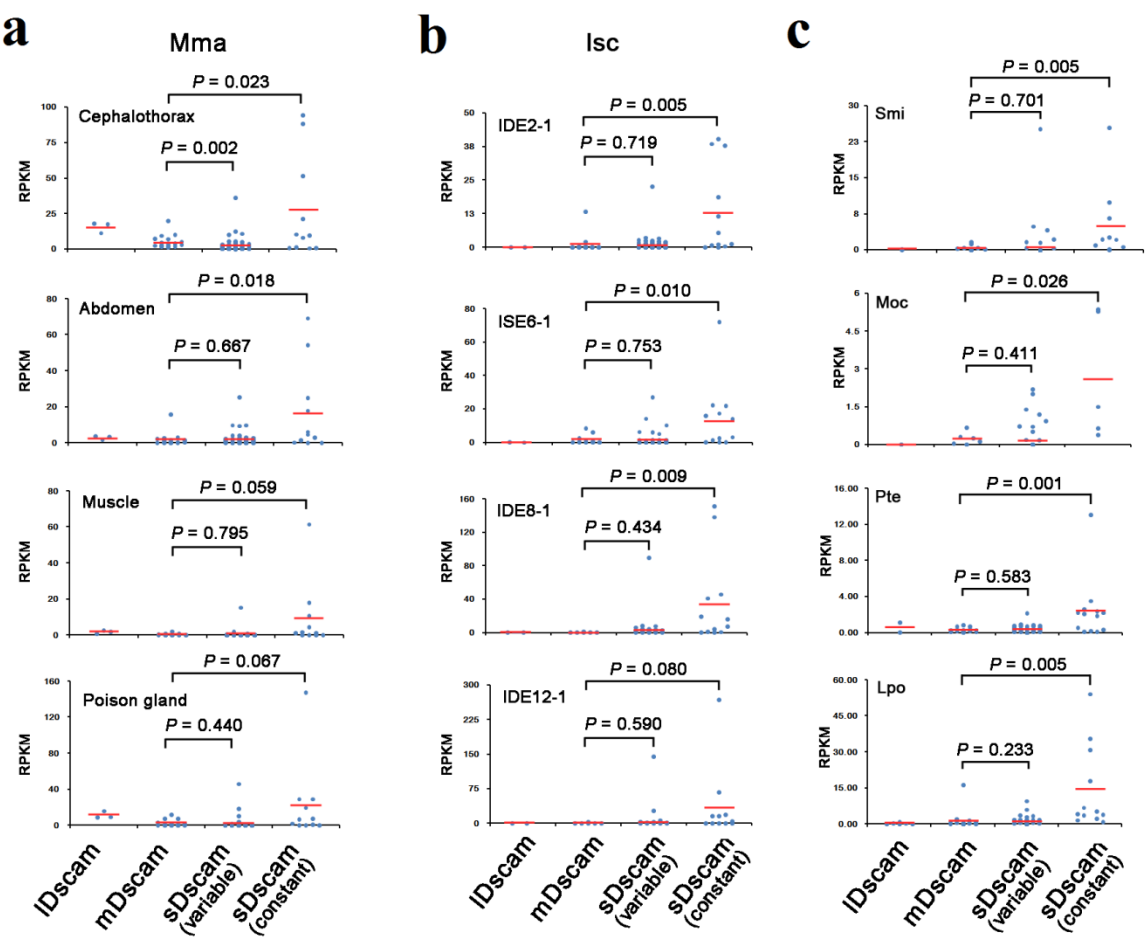 a
Mma
P = 0.023
Cephalothorax
P = 0.002
RPKM
100
75
50
25
0
P = 0.018
Abdomen
P = 0.667
RPKM
80
60
40
20
0
P = 0.059
Muscle
P = 0.795
RPKM
80
60
40
20
0
P = 0.067
Poison gland
P = 0.440
RPKM
160
120
80
40
0
lDscam
mDscam
sDscam
(variable)
sDscam
(constant)
b
Isc
P = 0.005
IDE2-1
P = 0.719
RPKM
50
38
25
13
0
P = 0.010
ISE6-1
P = 0.753
RPKM
80
60
40
20
0
P = 0.009
IDE8-1
P = 0.434
RPKM
160
120
80
40
0
P = 0.080
IDE12-1
P = 0.590
RPKM
300
225
150
75
0
lDscam
mDscam
sDscam
(variable)
sDscam
(constant)
c
P = 0.005
Smi
P = 0.701
RPKM
30
23
15
8
0
P = 0.026
Moc
P = 0.411
RPKM
6
4.5
3
1.5
0
P = 0.001
Pte
P = 0.583
RPKM
16.00
12.00
8.00
4.00
0.00
P = 0.005
Lpo
P = 0.233
RPKM
60.00
45.00
30.00
15.00
0.00
lDscam
mDscam
sDscam
(variable)
sDscam
(constant)